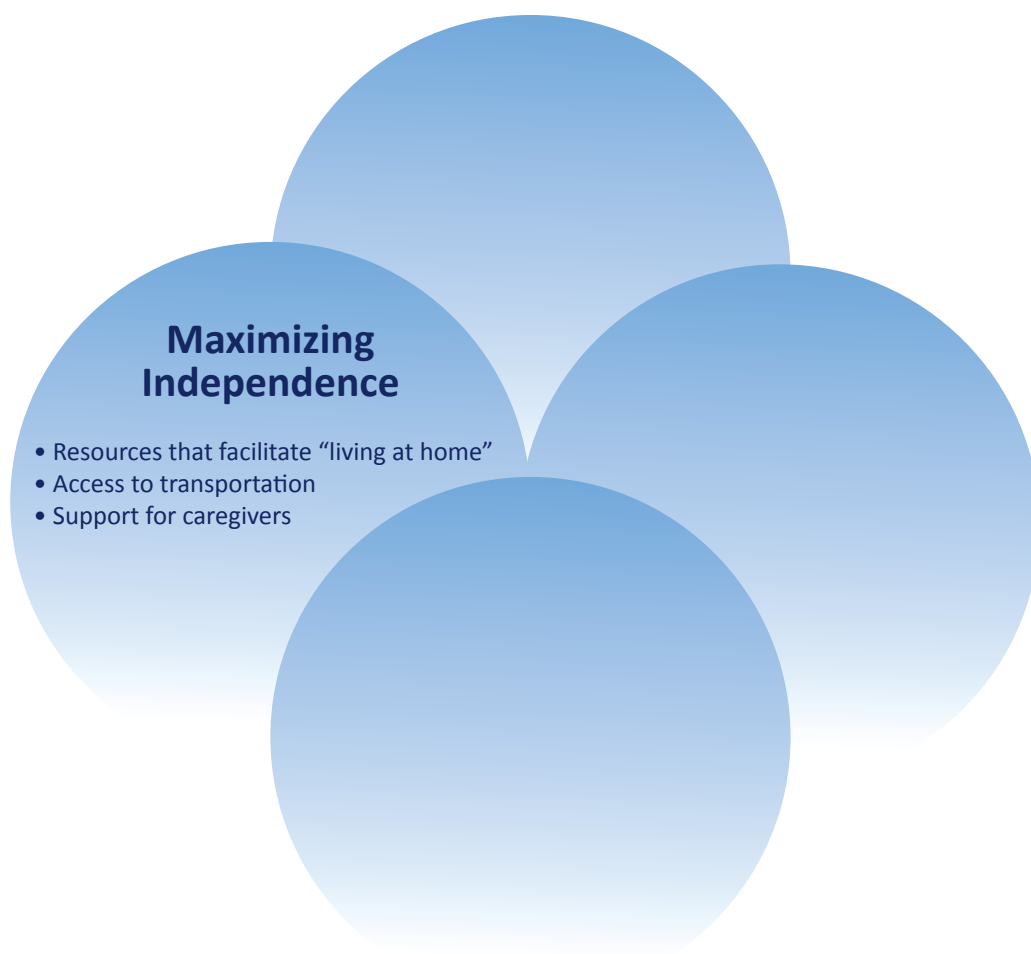 Maximizing
Independence
• Resources that facilitate “living at home”
• Access to transportation
• Support for caregivers